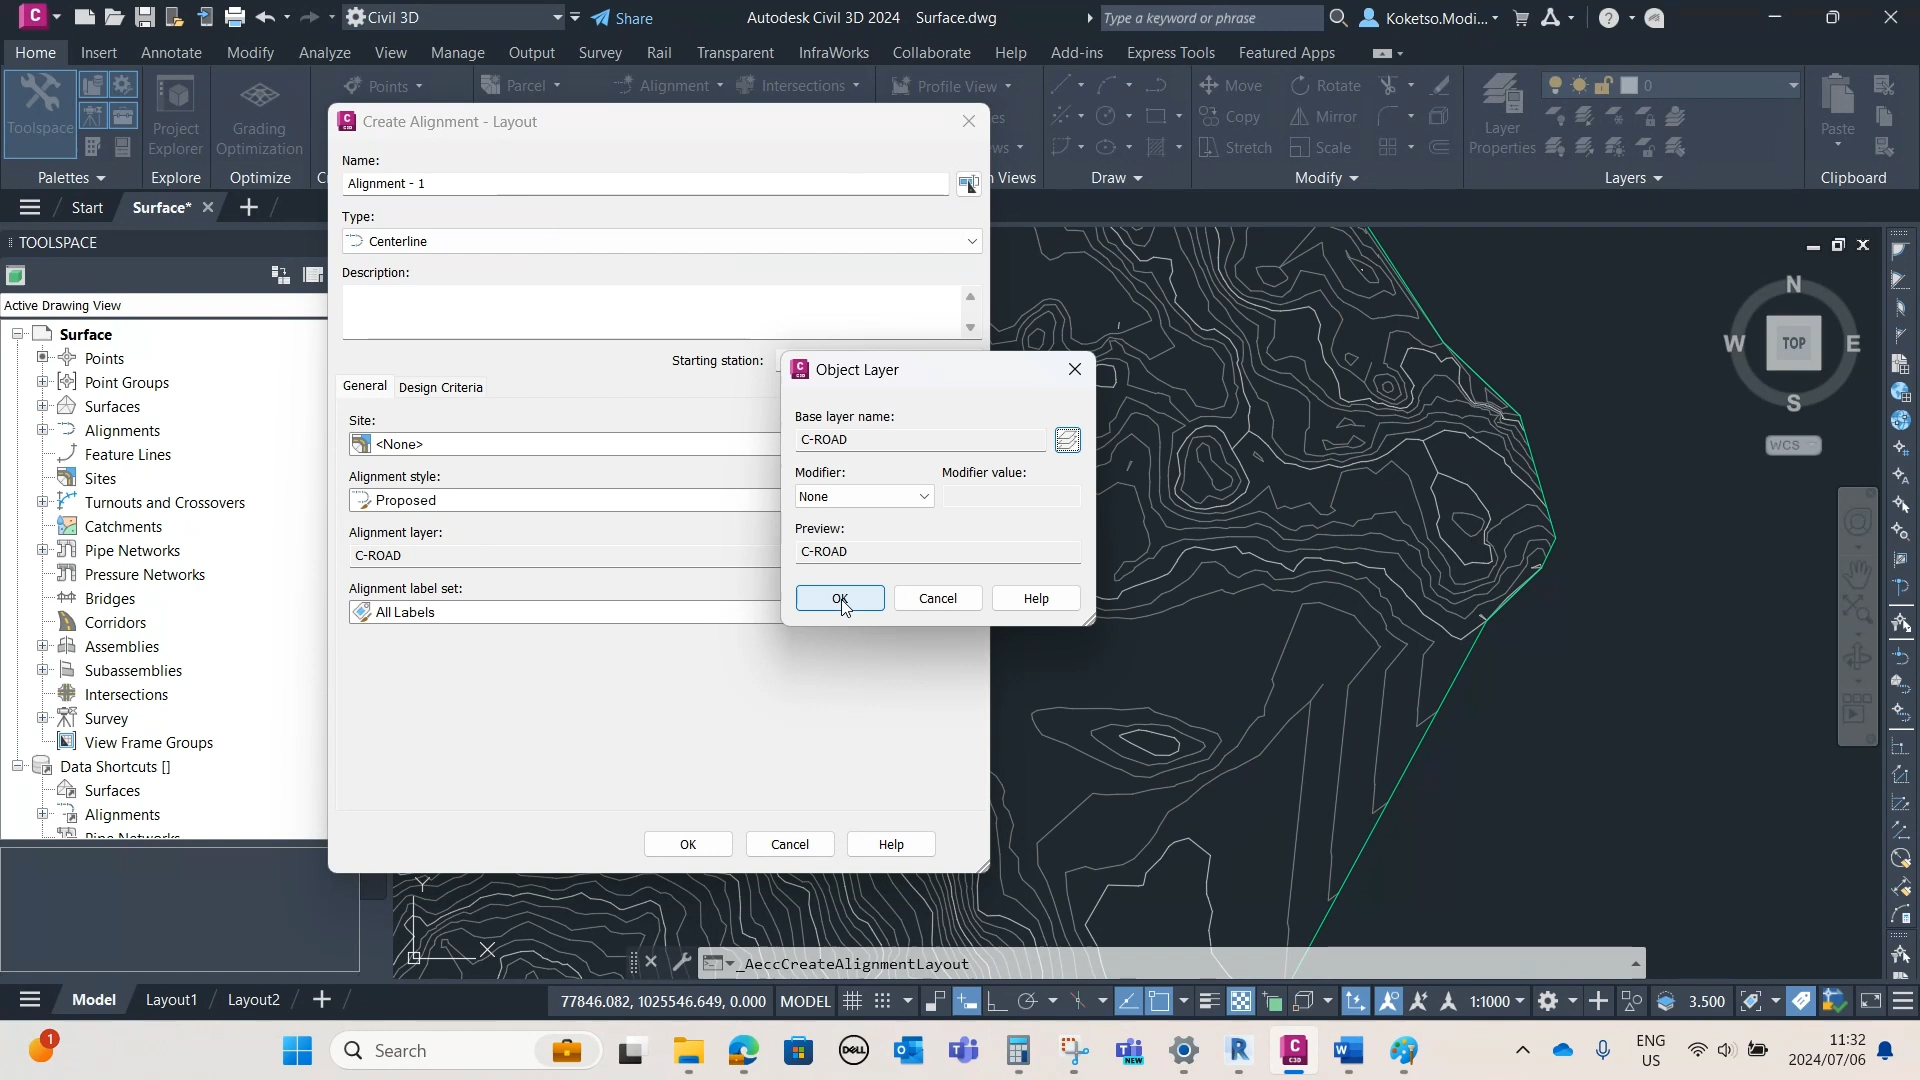 Civil 3D
Share
Autodesk Civil 3D 2024 Surface.dwg
Type a keyword or phrase
Koketso.Modi...
Home Insert Annotate Modify Analyze View Manage Output Survey Rail Transparent InfraWorks Collaborate Help Add-ins Express Tools Featured Apps
Toolspace
Project Explorer
Grading Optimization
Points
Parcel
Alignment
Intersections
Profile View
Move Rotate
Copy Mirror
Stretch Scale
Layer Properties
0
Paste
Palettes Explore Optimize Draw Modify Layers Clipboard
Start Surface*
TOOLSPACE
Active Drawing View
Surface
Points
Point Groups
Surfaces
Alignments
Feature Lines
Sites
Turnouts and Crossovers
Catchments
Pipe Networks
Pressure Networks
Bridges
Corridors
Assemblies
Subassemblies
Intersections
Survey
View Frame Groups
Data Shortcuts []
Surfaces
Alignments
Create Alignment - Layout
Name:
Alignment - 1
Type:
Centerline
Description:
Starting station:
General Design Criteria
Site:
<None>
Alignment style:
Proposed
Alignment layer:
C-ROAD
Alignment label set:
All Labels
OK Cancel Help
Object Layer
Base layer name:
C-ROAD
Modifier: Modifier value:
None
Preview:
C-ROAD
OK Cancel Help
N
W TOP E
S
WCS
Y
X
_AeccCreateAlignmentLayout
Model Layout1 Layout2
77846.082, 1025546.649, 0.000 MODEL
1:1000
3.500
1
Search
DELL
NEW
ENG
US
11:32
2024/07/06